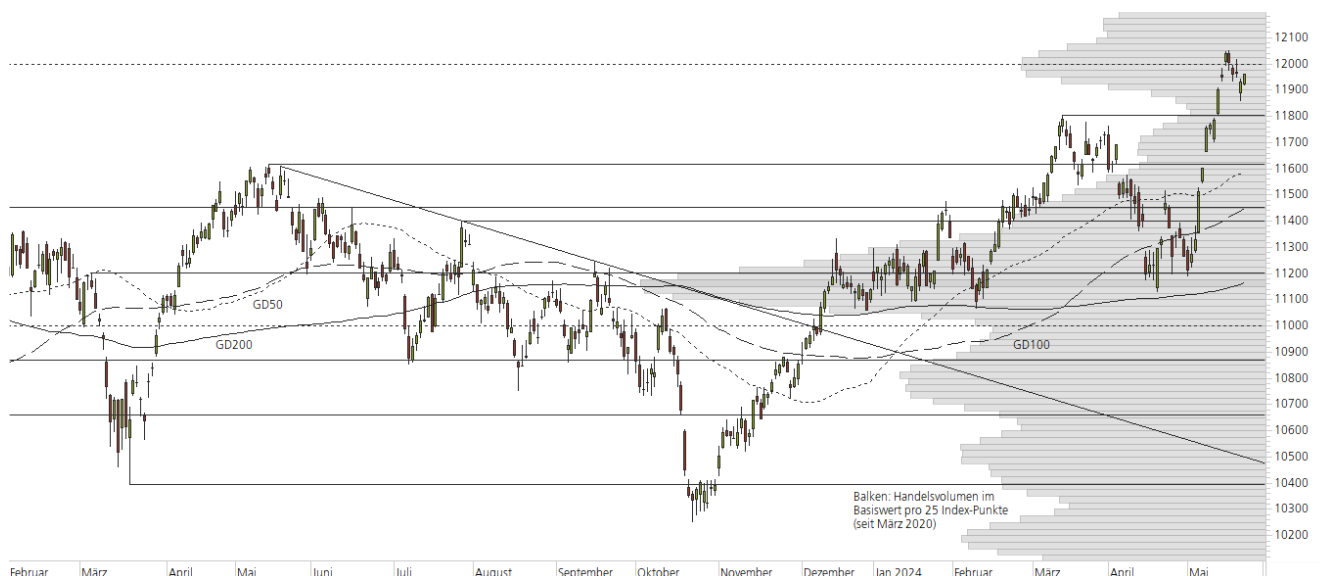 12100
12000
11900
11800
11700
11600
11500
11400
11300
11200
11100
11000
10900
10800
10700
10600
10500
10400
10300
10200
GD50
GD200
GD100
Balken: Handelsvolumen im
Basiswert pro 25 Index-Punkte
(seit März 2020)
Februar März April Mai Juni Juli August September Oktober November Dezember Jan 2024 Februar März April Mai